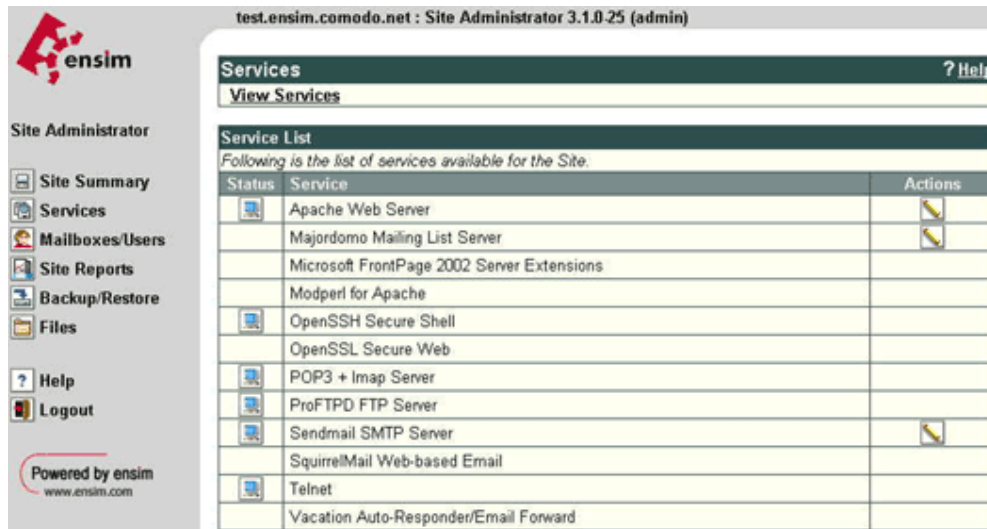 test.ensim.comodo.net : Site Administrator 3.1.0-25 (admin)
ensim
Site Administrator
Site Summary
Services
Mailboxes/Users
Site Reports
Backup/Restore
Files
? Help
Logout
Powered by ensim
www.ensim.com
Services ? Help
View Services
Service List
Following is the list of services available for the Site.
Status Service Actions
Apache Web Server
Majordomo Mailing List Server
Microsoft FrontPage 2002 Server Extensions
Modperl for Apache
OpenSSH Secure Shell
OpenSSL Secure Web
POP3 + Imap Server
ProFTPD FTP Server
Sendmail SMTP Server
SquirrelMail Web-based Email
Telnet
Vacation Auto-Responder/Email Forward